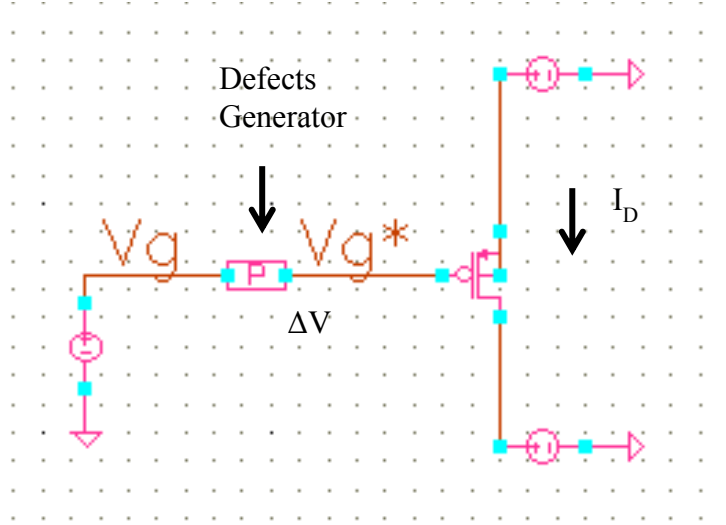 Defects
Generator
Vg
P
Vg*
ΔV
I_D